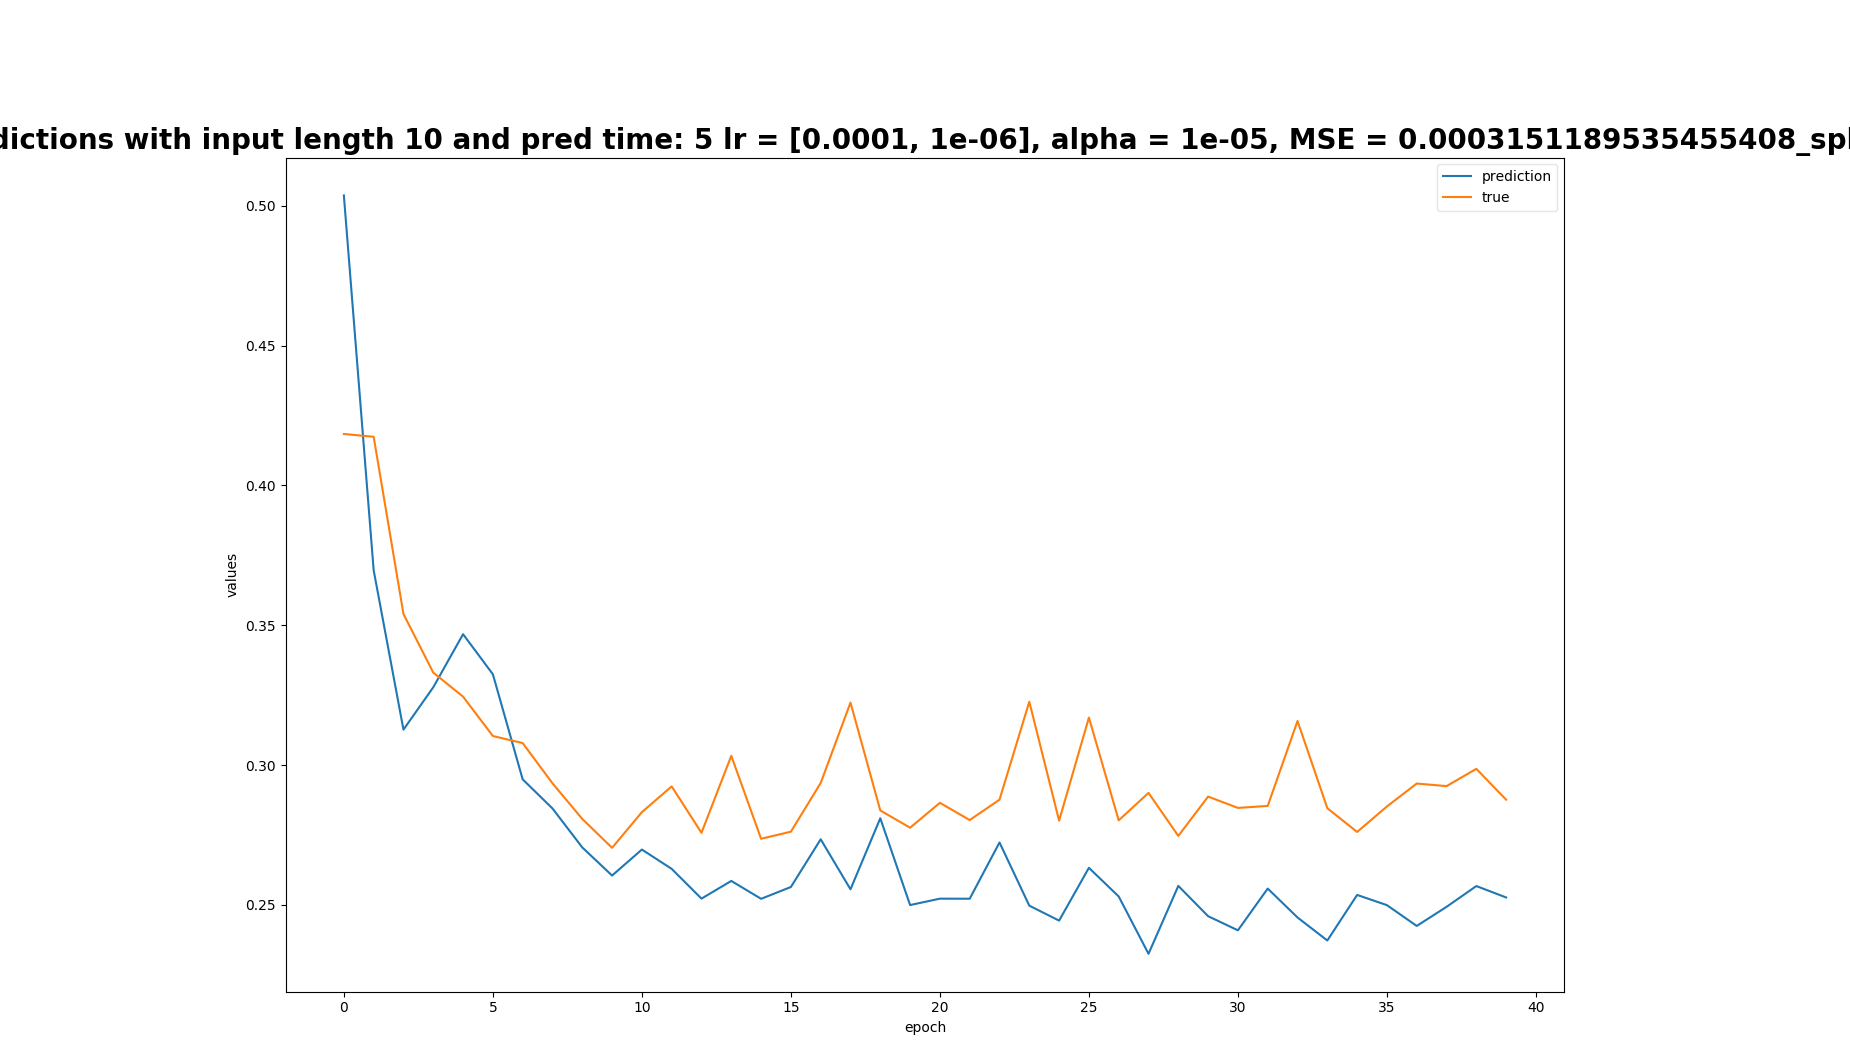 dictions with input length 10 and pred time: 5 lr = [0.0001, 1e-06], alpha = 1e-05, MSE = 0.0003151189535455408_spl
prediction
true
0.50
0.45
0.40
0.35
0.30
0.25
values
0 5 10 15 20 25 30 35 40
epoch